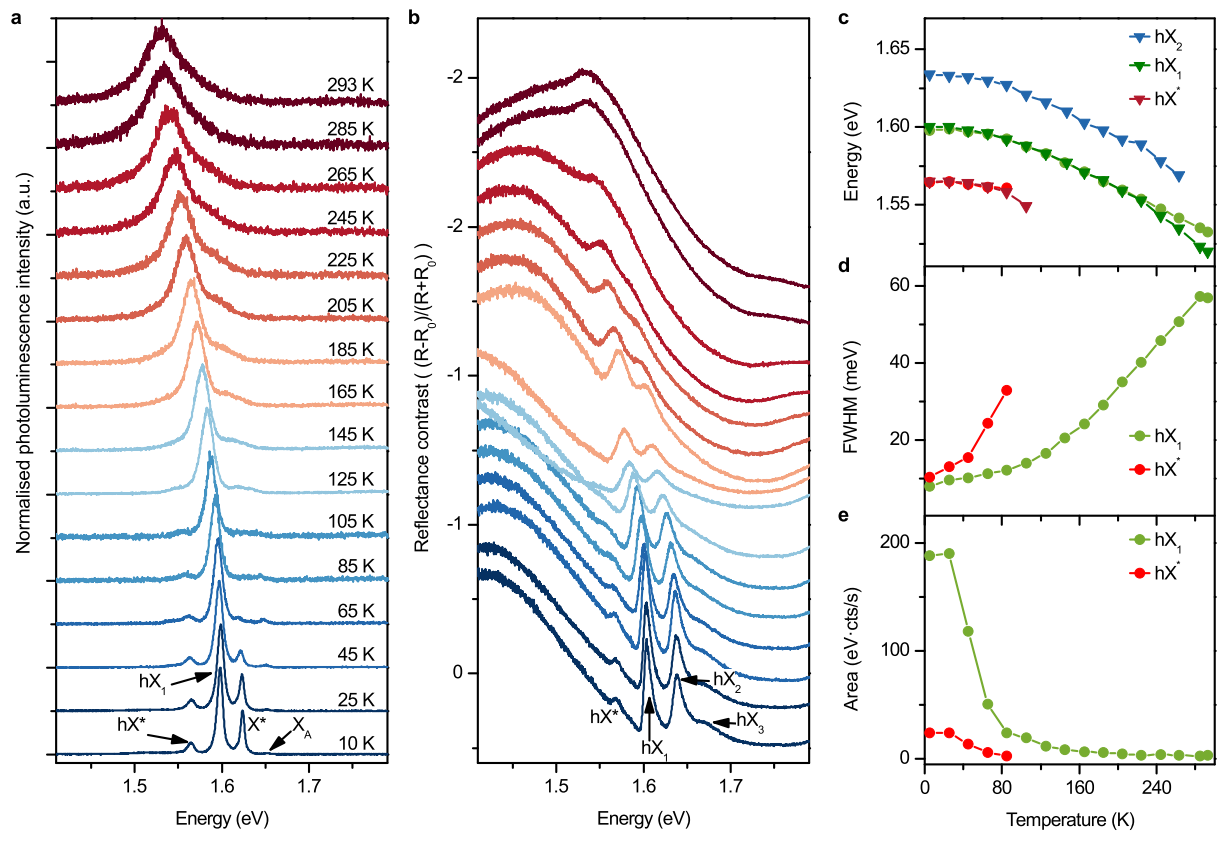 a
Normalised photoluminescence intensity (a.u.)
293 K
285 K
265 K
245 K
225 K
205 K
185 K
165 K
145 K
125 K
105 K
85 K
65 K
45 K
25 K
10 K
hX1
hX*
X*
XA
1.5
1.6
1.7
Energy (eV)
b
Reflectance contrast ( (R-R0)/(R+R0) )
-2
-2
-1
-1
0
hX*
hX1
hX2
hX3
1.5
1.6
1.7
Energy (eV)
c
Energy (eV)
1.65
1.60
1.55
hX2
hX1
hX*
d
FWHM (meV)
60
40
20
hX1
hX*
e
Area (eV·cts/s)
200
100
0
hX1
hX*
0
80
160
240
Temperature (K)